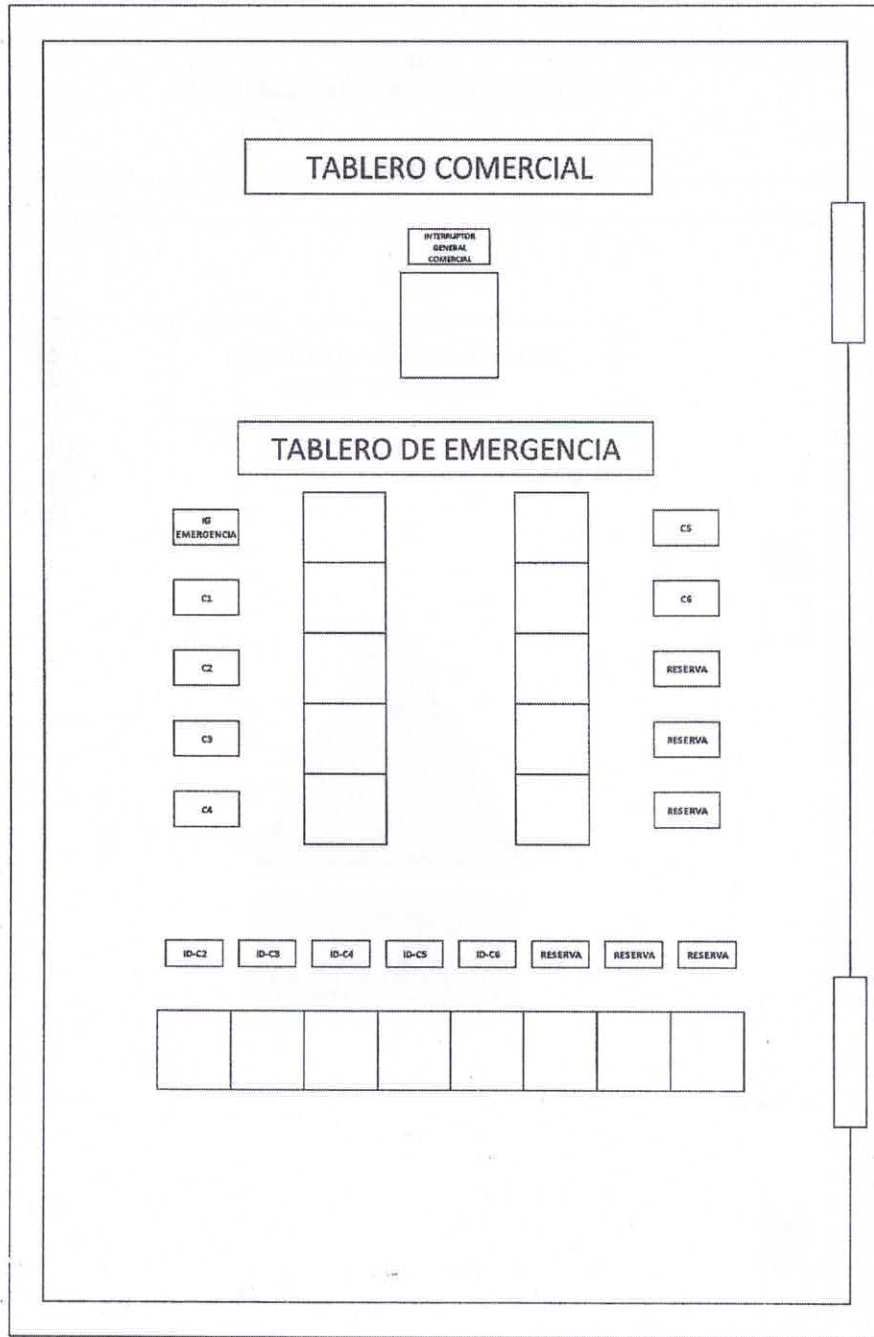 TABLERO COMERCIAL
INTERRUPTOR
GENERAL
COMERCIAL
TABLERO DE EMERGENCIA
IG
EMERGENCIA
C5
C1
C6
C2
RESERVA
C3
RESERVA
C4
RESERVA
ID-C2 ID-C3 ID-C4 ID-C5 ID-C6 RESERVA RESERVA RESERVA